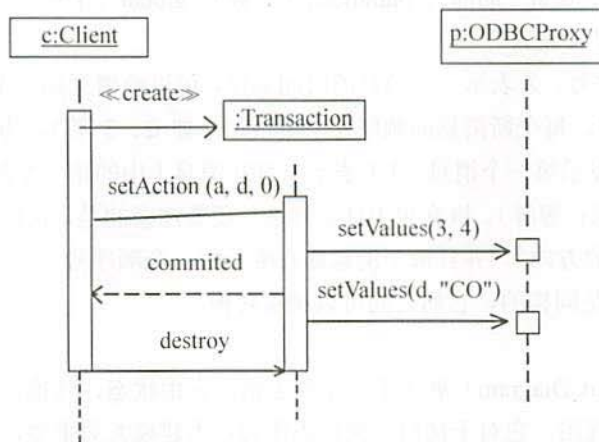 c:Client
p:ODBCProxy
≪create≫
:Transaction
setAction (a, d, 0)
setValues(3, 4)
commited
setValues(d, "CO")
destroy